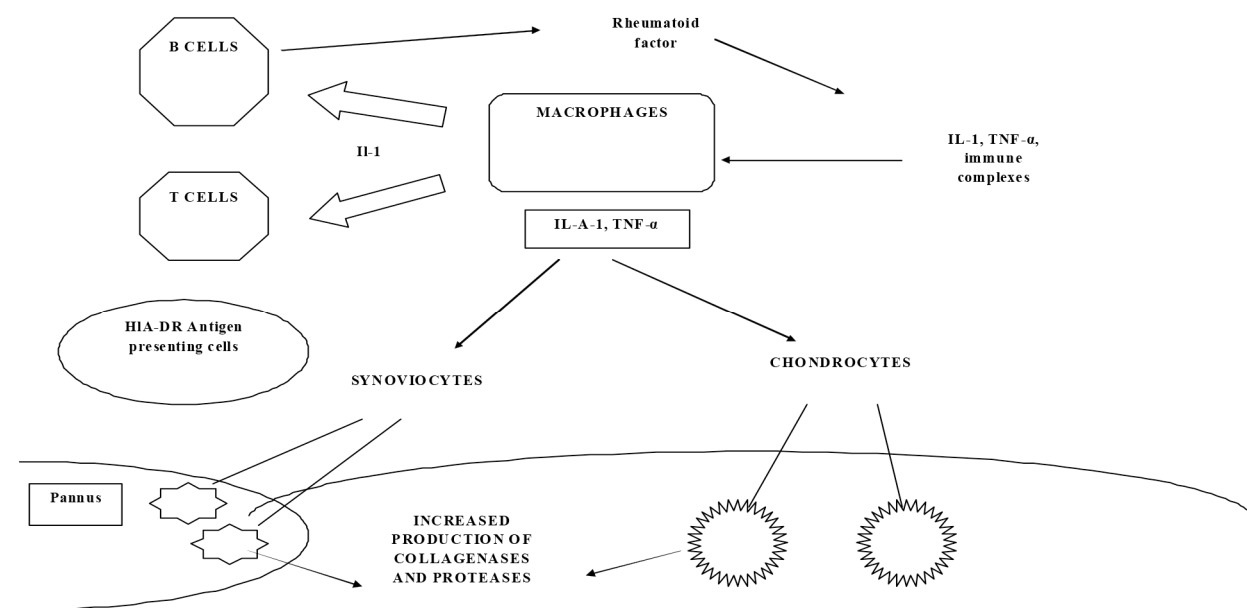 B CELLS
Rheumatoid
factor
MACROPHAGES
IL-1, TNF-α,
immune
complexes
Il-1
T CELLS
IL-A-1, TNF-α
HlA-DR Antigen
presenting cells
SYNOVIOCYTES
CHONDROCYTES
Pannus
INCREASED
PRODUCTION OF
COLLAGENASES
AND PROTEASES